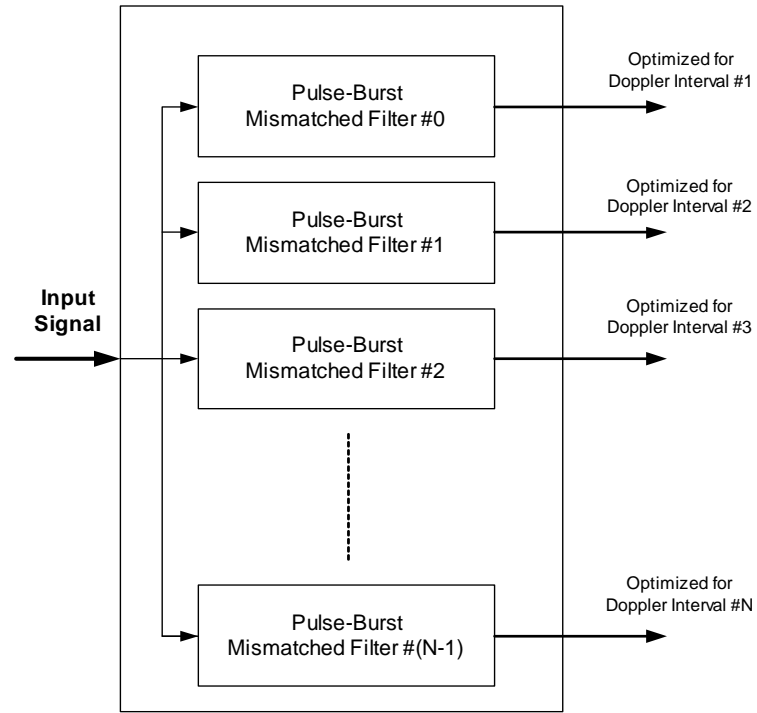 Pulse-Burst
Mismatched Filter #0
Optimized for
Doppler Interval #1
Pulse-Burst
Mismatched Filter #1
Optimized for
Doppler Interval #2
Input
Signal
Pulse-Burst
Mismatched Filter #2
Optimized for
Doppler Interval #3
Pulse-Burst
Mismatched Filter #(N-1)
Optimized for
Doppler Interval #N